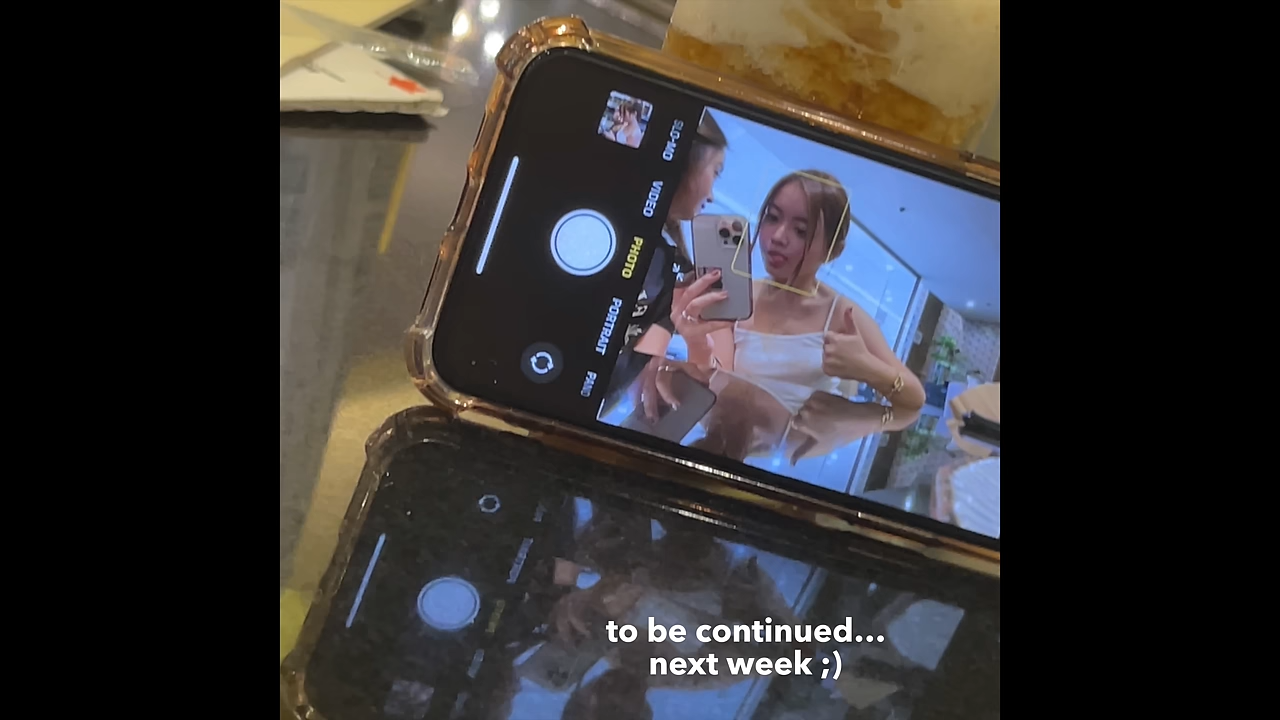 SLO-MO
VIDEO
PHOTO
PORTRAIT
PANO
to be continued...
next week ;)